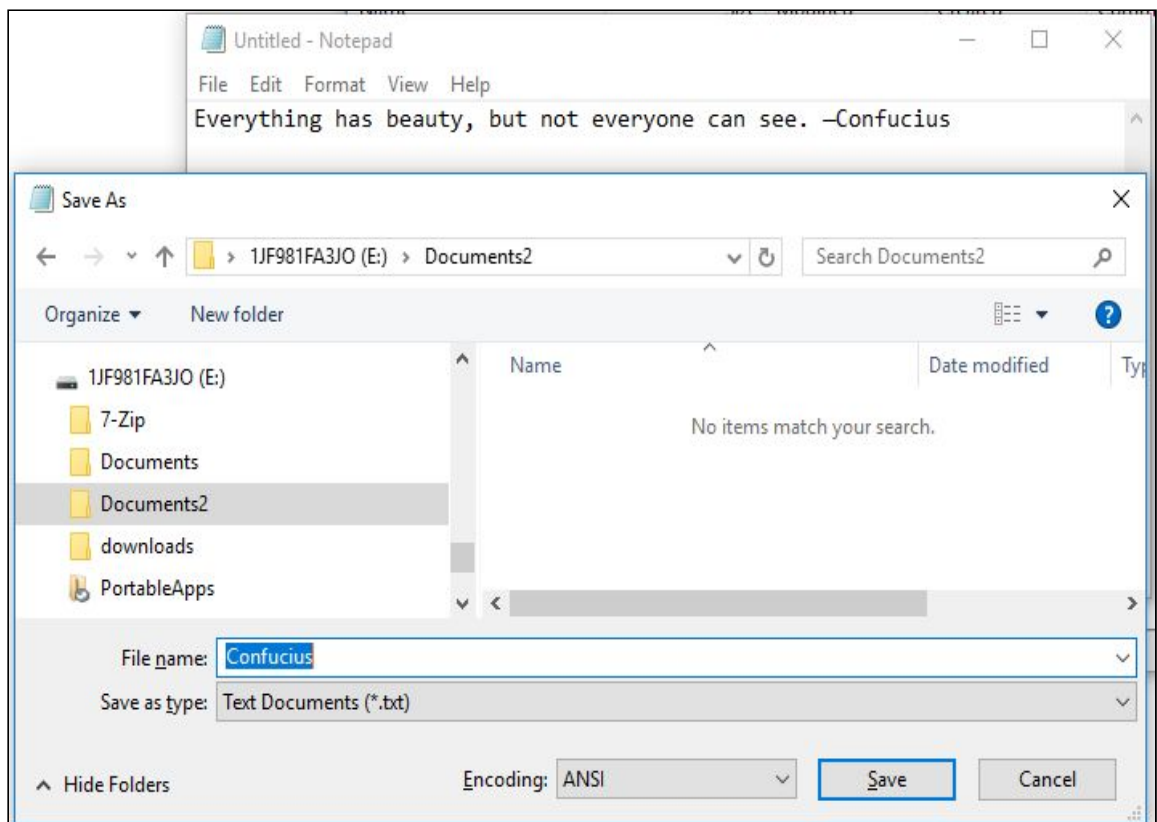 Untitled - Notepad
File Edit Format View Help
Everything has beauty, but not everyone can see. —Confucius
Save As
1JF981FA3JO (E:) › Documents2
Search Documents2
Organize New folder
1JF981FA3JO (E:)
7-Zip
Documents
Documents2
downloads
PortableApps
Name Date modified
No items match your search.
File name: Confucius
Save as type: Text Documents (*.txt)
Hide Folders Encoding: ANSI Save Cancel